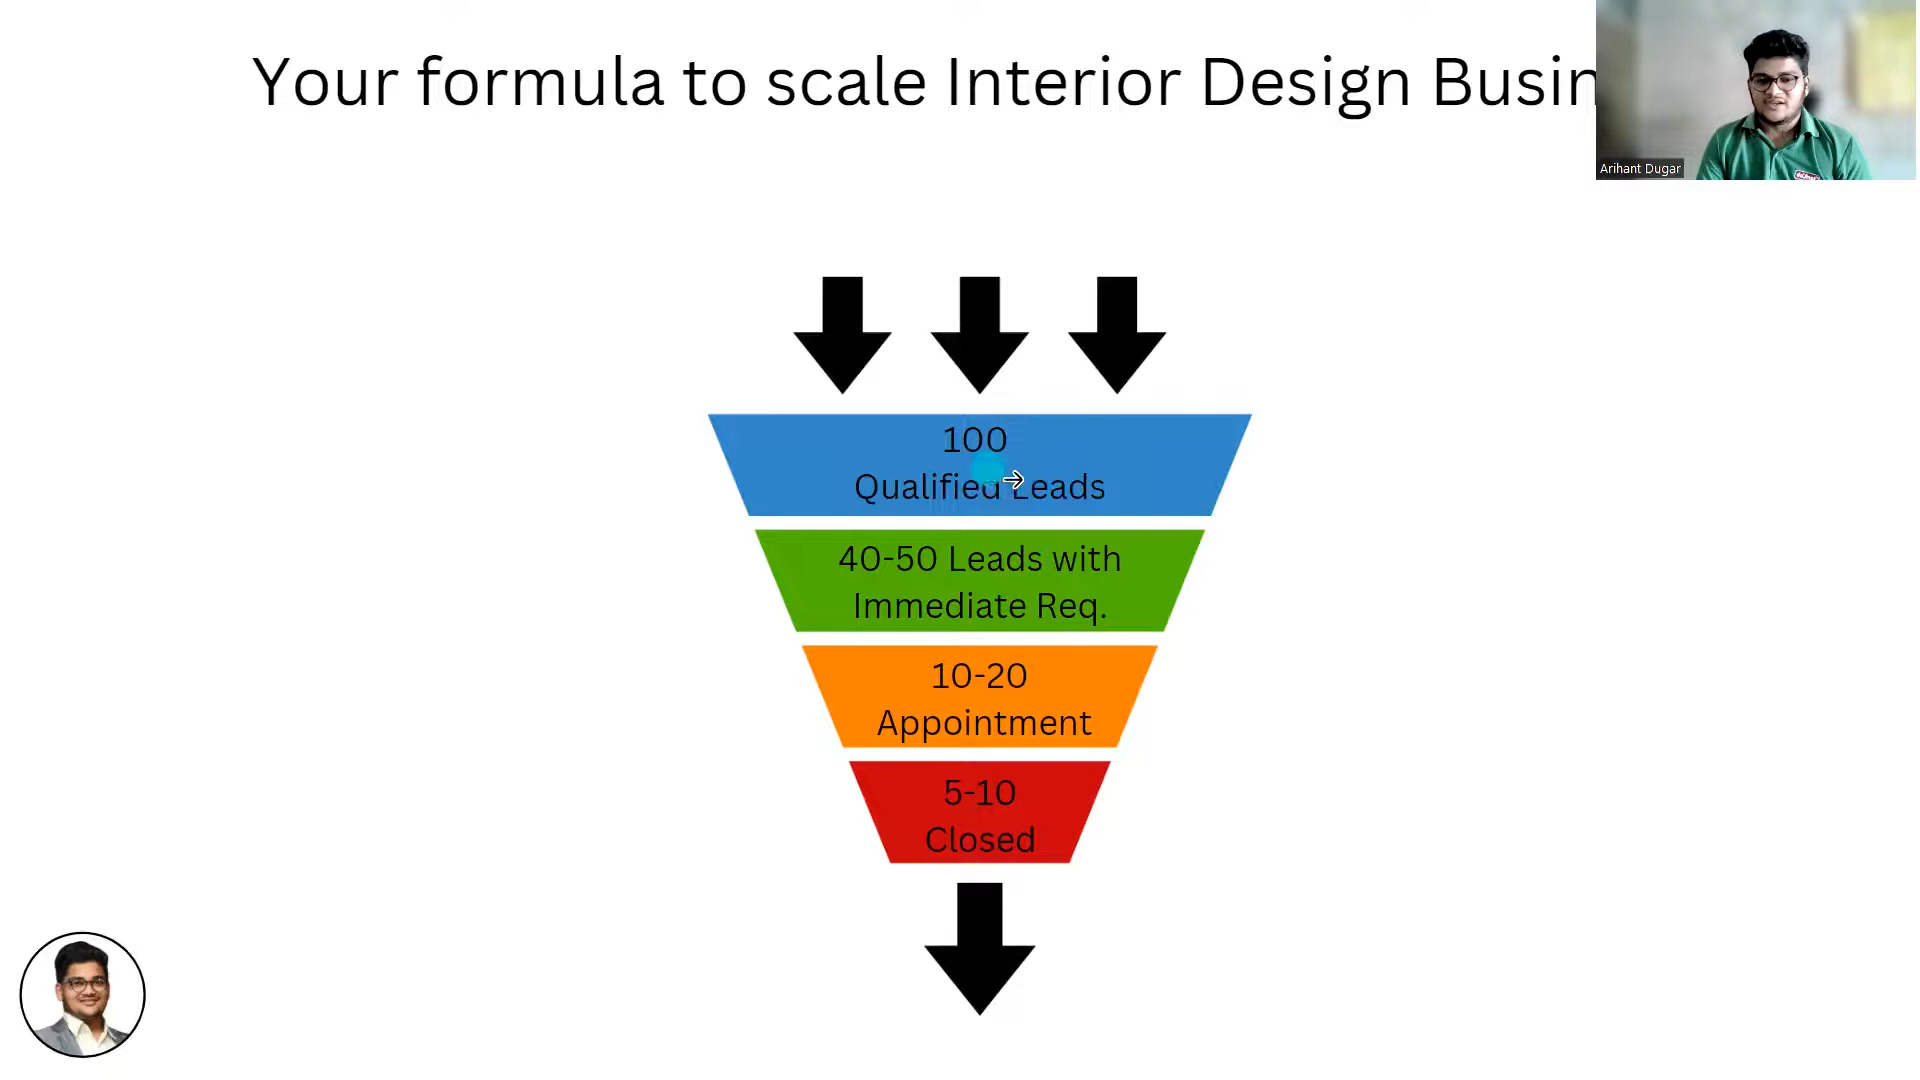 Your formula to scale Interior Design Busin
Arihant Dugar
100
Qualified Leads
40-50 Leads with
Immediate Req.
10-20
Appointment
5-10
Closed